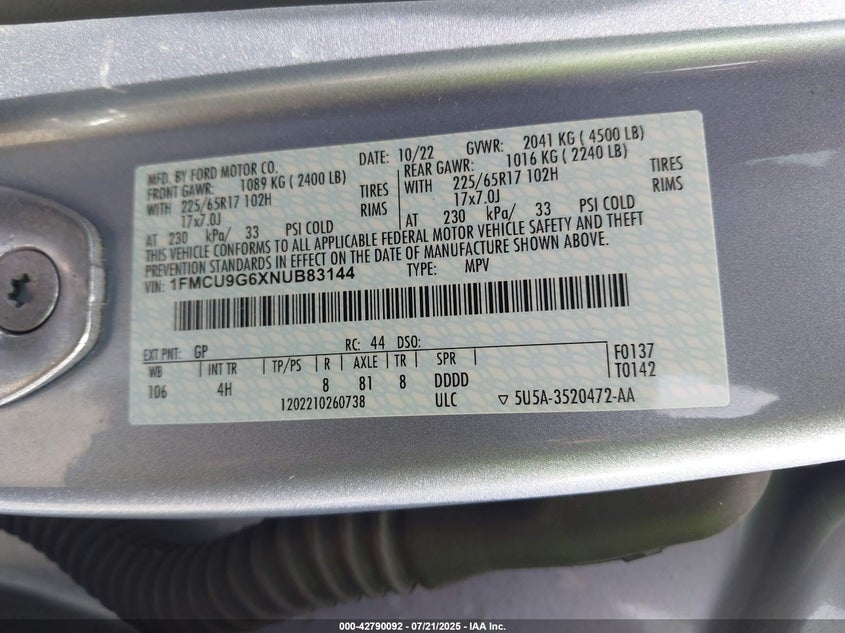 MFD. BY FORD MOTOR CO. DATE: 10/22 GVWR: 2041 KG ( 4500 LB)
FRONT GAWR: 1089 KG ( 2400 LB) REAR GAWR: 1016 KG ( 2240 LB)
WITH 225/65R17 102H TIRES WITH 225/65R17 102H TIRES
17x7.0J RIMS 17x7.0J RIMS
AT 230 kPa/ 33 PSI COLD AT 230 kPa/ 33 PSI COLD
THIS VEHICLE CONFORMS TO ALL APPLICABLE FEDERAL MOTOR VEHICLE SAFETY AND THEFT
PREVENTION STANDARDS IN EFFECT ON THE DATE OF MANUFACTURE SHOWN ABOVE.
VIN: 1FMCU9G6XNUB83144 TYPE: MPV
EXT PNT: GP RC: 44 DSO: F0137
WB INT TR TP/PS R AXLE TR SPR T0142
106 4H 8 81 8 DDDD
1202210260738 ULC ▽ 5U5A-3520472-AA
000-42790092 - 07/21/2025 - IAA Inc.